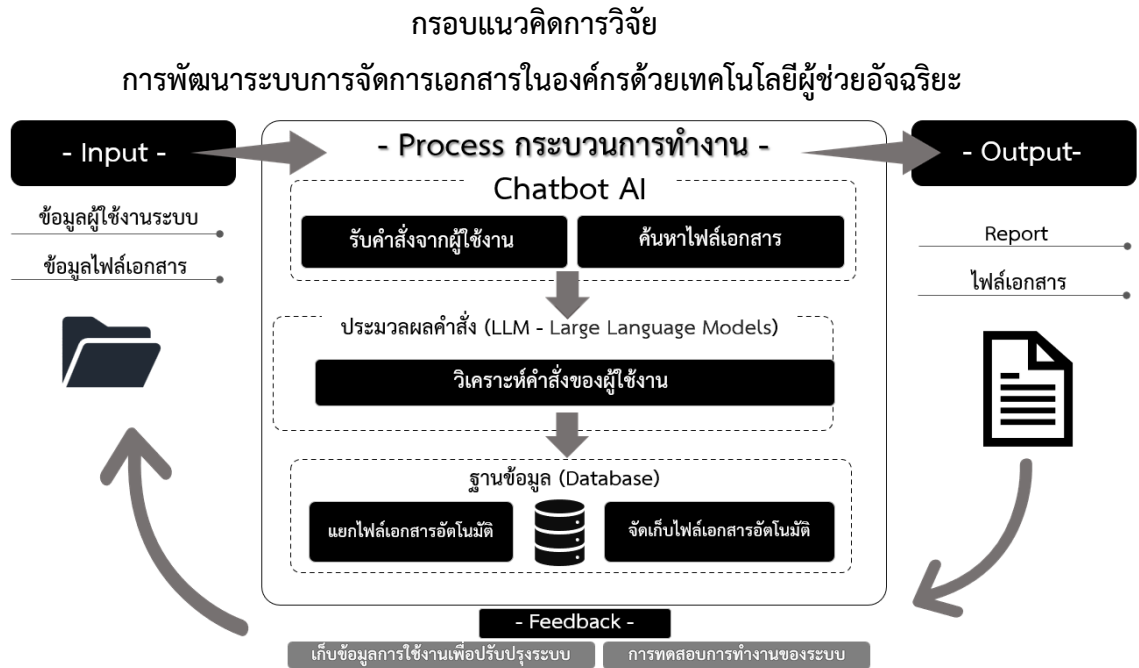 กรอบแนวคิดการวิจัย
การพัฒนาระบบการจัดการเอกสารในองค์กรด้วยเทคโนโลยีผู้ช่วยอัจฉริยะ
- Input -
ข้อมูลผู้ใช้งานระบบ
ข้อมูลไฟล์เอกสาร
- Process กระบวนการทำงาน -
Chatbot AI
รับคำสั่งจากผู้ใช้งาน
ค้นหาไฟล์เอกสาร
ประมวลผลคำสั่ง (LLM - Large Language Models)
วิเคราะห์คำสั่งของผู้ใช้งาน
ฐานข้อมูล (Database)
แยกไฟล์เอกสารอัตโนมัติ
จัดเก็บไฟล์เอกสารอัตโนมัติ
- Output-
Report
ไฟล์เอกสาร
- Feedback -
เก็บข้อมูลการใช้งานเพื่อปรับปรุงระบบ
การทดสอบการทำงานของระบบ